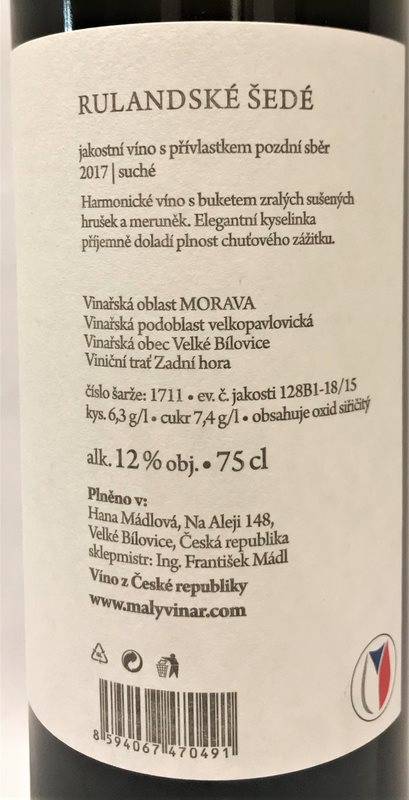 RULANDSKÉ ŠEDÉ
jakostní víno s přívlastkem pozdní sběr
2017 | suché
Harmonické víno s buketem zralých sušených
hrušek a meruněk. Elegantní kyselinka
příjemně doladí plnost chuťového zážitku.
Vinařská oblast MORAVA
Vinařská podoblast velkopavlovická
Vinařská obec Velké Bílovice
Viniční trať Zadní hora
číslo šarže: 1711 • ev. č. jakosti 128B1-18/15
kys. 6,3 g/l • cukr 7,4 g/l • obsahuje oxid siřičitý
alk. 12 % obj. • 75 cl
Plněno v:
Hana Mádlová, Na Aleji 148,
Velké Bílovice, Česká republika
sklepmistr: Ing. František Mádl
Víno z České republiky
www.malyvinar.com
8 594067 470491